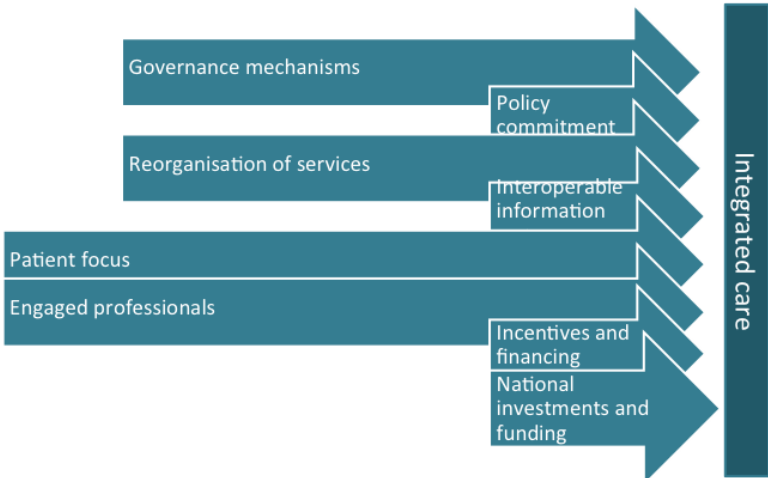 Governance mechanisms
Policy
commitment
Reorganisation of services
Interoperable
information
Patient focus
Engaged professionals
Incentives and
financing
National
investments and
funding
Integrated care